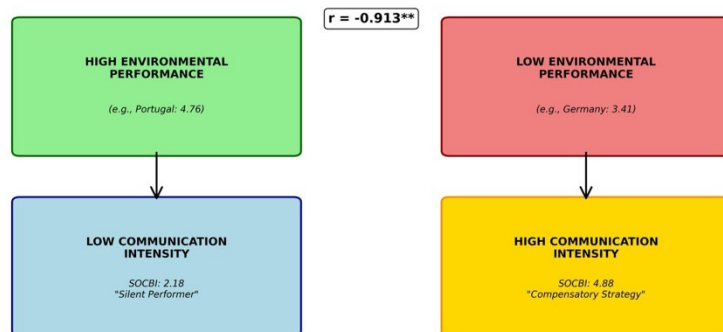 r = -0.913**
HIGH ENVIRONMENTAL
PERFORMANCE
(e.g., Portugal: 4.76)
LOW ENVIRONMENTAL
PERFORMANCE
(e.g., Germany: 3.41)
LOW COMMUNICATION
INTENSITY
SOCBI: 2.18
"Silent Performer"
HIGH COMMUNICATION
INTENSITY
SOCBI: 4.88
"Compensatory Strategy"